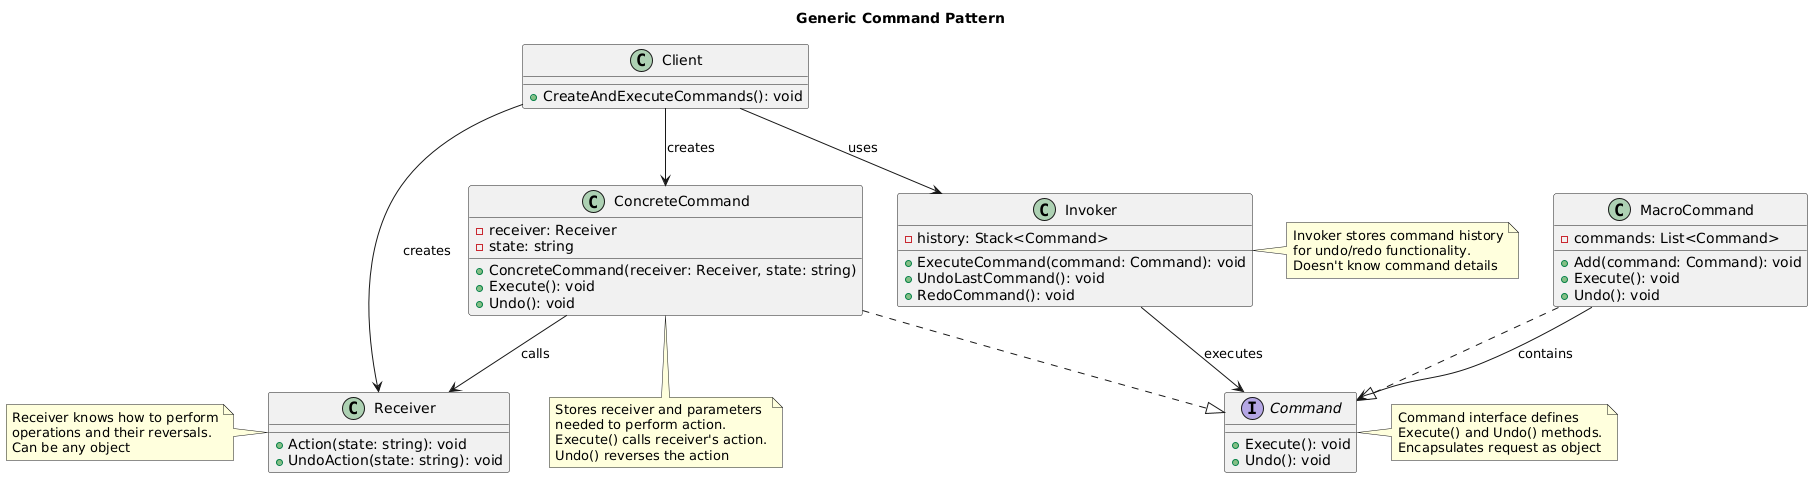 Generic Command Pattern
C Client
CreateAndExecuteCommands(): void
creates
creates
uses
C ConcreteCommand
receiver: Receiver
state: string
ConcreteCommand(receiver: Receiver, state: string)
Execute(): void
Undo(): void
C Invoker
history: Stack<Command>
ExecuteCommand(command: Command): void
UndoLastCommand(): void
RedoCommand(): void
Invoker stores command history
for undo/redo functionality.
Doesn't know command details
C MacroCommand
commands: List<Command>
Add(command: Command): void
Execute(): void
Undo(): void
calls
executes
contains
Receiver knows how to perform
operations and their reversals.
Can be any object
C Receiver
Action(state: string): void
UndoAction(state: string): void
Stores receiver and parameters
needed to perform action.
Execute() calls receiver's action.
Undo() reverses the action
I Command
Execute(): void
Undo(): void
Command interface defines
Execute() and Undo() methods.
Encapsulates request as object